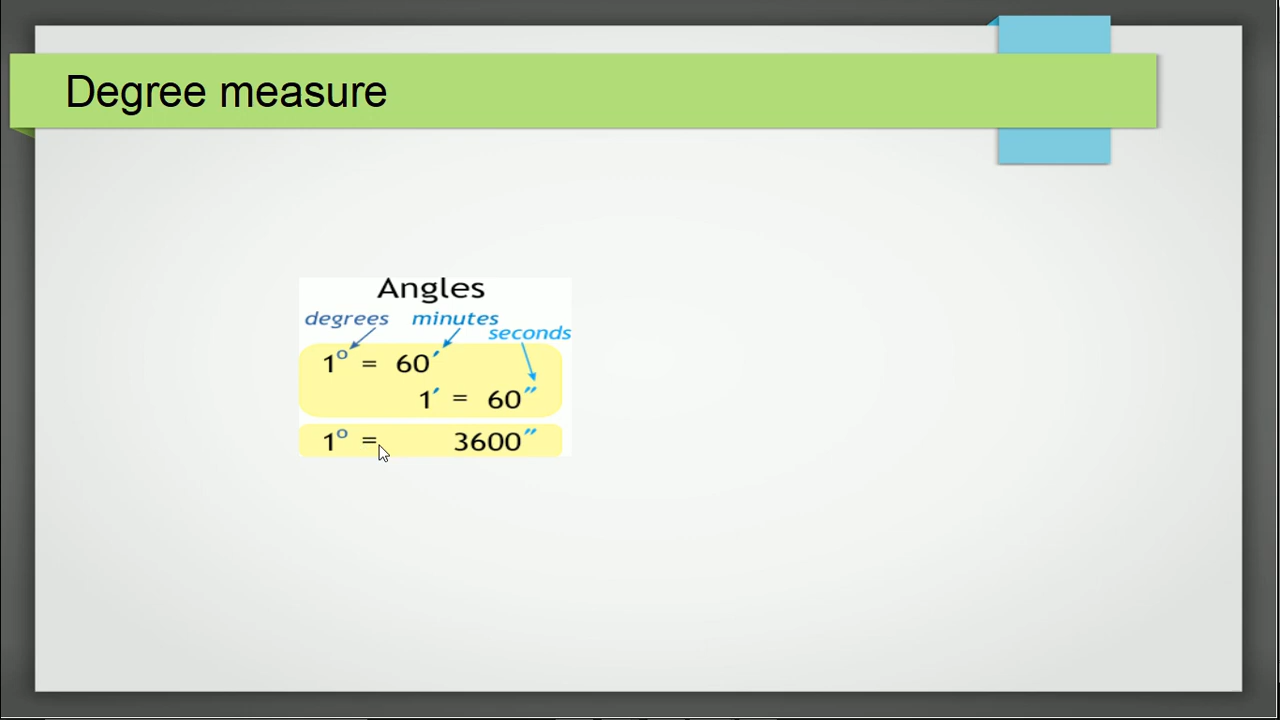 Degree measure
Angles
degrees minutes
seconds
1° = 60′
1′ = 60″
1° = 3600″